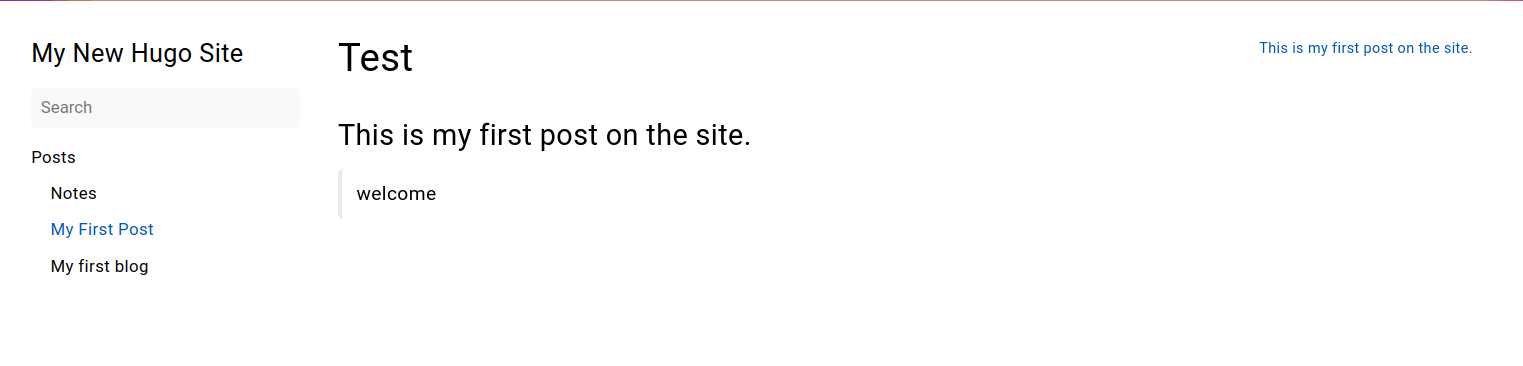 My New Hugo Site
Search
Posts
Notes
My First Post
My first blog
Test
This is my first post on the site.
welcome
This is my first post on the site.